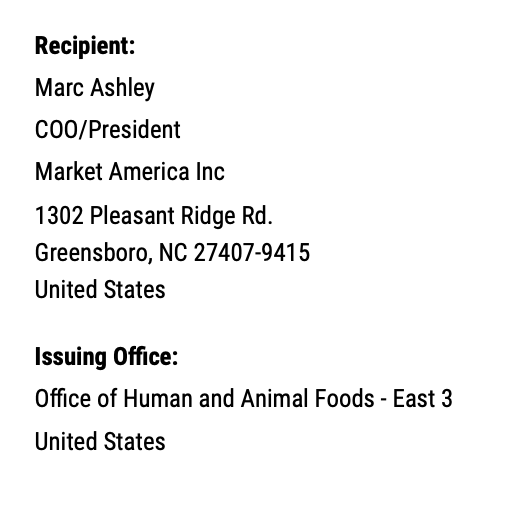 Recipient:
Marc Ashley
COO/President
Market America Inc
1302 Pleasant Ridge Rd.
Greensboro, NC 27407-9415
United States
Issuing Office:
Office of Human and Animal Foods - East 3
United States